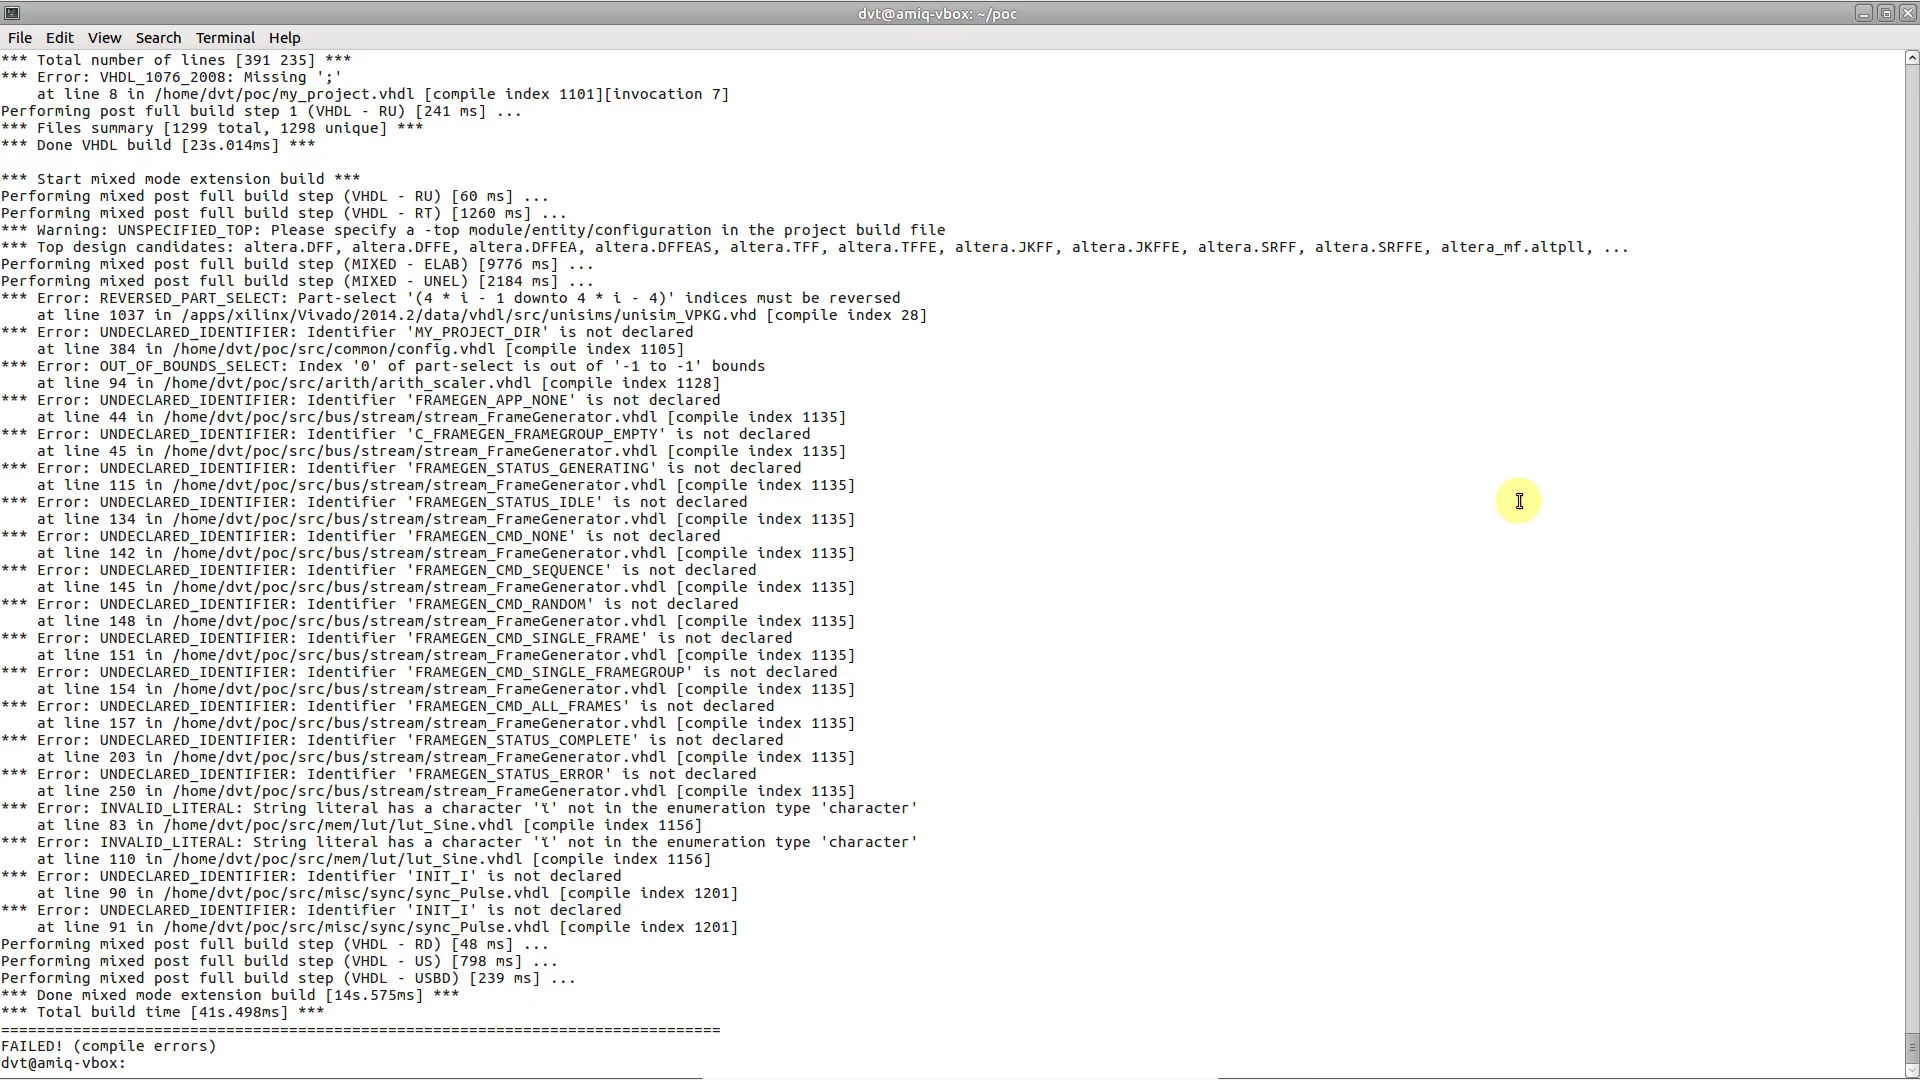 dvt@amiq-vbox: ~/poc
File Edit View Search Terminal Help
*** Total number of lines [391 235] ***
*** Error: VHDL_1076_2008: Missing ';'
    at line 8 in /home/dvt/poc/my_project.vhdl [compile index 1101][invocation 7]
Performing post full build step 1 (VHDL - RU) [241 ms] ...
*** Files summary [1299 total, 1298 unique] ***
*** Done VHDL build [23s.014ms] ***

*** Start mixed mode extension build ***
Performing mixed post full build step (VHDL - RU) [60 ms] ...
Performing mixed post full build step (VHDL - RT) [1260 ms] ...
*** Warning: UNSPECIFIED_TOP: Please specify a -top module/entity/configuration in the project build file
*** Top design candidates: altera.DFF, altera.DFFE, altera.DFFEA, altera.DFFEAS, altera.TFF, altera.TFFE, altera.JKFF, altera.JKFFE, altera.SRFF, altera.SRFFE, altera_mf.altpll, ...
Performing mixed post full build step (MIXED - ELAB) [9776 ms] ...
Performing mixed post full build step (MIXED - UNEL) [2184 ms] ...
*** Error: REVERSED_PART_SELECT: Part-select '(4 * i - 1 downto 4 * i - 4)' indices must be reversed
    at line 1037 in /apps/xilinx/Vivado/2014.2/data/vhdl/src/unisims/unisim_VPKG.vhd [compile index 28]
*** Error: UNDECLARED_IDENTIFIER: Identifier 'MY_PROJECT_DIR' is not declared
    at line 384 in /home/dvt/poc/src/common/config.vhdl [compile index 1105]
*** Error: OUT_OF_BOUNDS_SELECT: Index '0' of part-select is out of '-1 to -1' bounds
    at line 94 in /home/dvt/poc/src/arith/arith_scaler.vhdl [compile index 1128]
*** Error: UNDECLARED_IDENTIFIER: Identifier 'FRAMEGEN_APP_NONE' is not declared
    at line 44 in /home/dvt/poc/src/bus/stream/stream_FrameGenerator.vhdl [compile index 1135]
*** Error: UNDECLARED_IDENTIFIER: Identifier 'C_FRAMEGEN_FRAMEGROUP_EMPTY' is not declared
    at line 45 in /home/dvt/poc/src/bus/stream/stream_FrameGenerator.vhdl [compile index 1135]
*** Error: UNDECLARED_IDENTIFIER: Identifier 'FRAMEGEN_STATUS_GENERATING' is not declared
    at line 115 in /home/dvt/poc/src/bus/stream/stream_FrameGenerator.vhdl [compile index 1135]
*** Error: UNDECLARED_IDENTIFIER: Identifier 'FRAMEGEN_STATUS_IDLE' is not declared
    at line 134 in /home/dvt/poc/src/bus/stream/stream_FrameGenerator.vhdl [compile index 1135]
*** Error: UNDECLARED_IDENTIFIER: Identifier 'FRAMEGEN_CMD_NONE' is not declared
    at line 142 in /home/dvt/poc/src/bus/stream/stream_FrameGenerator.vhdl [compile index 1135]
*** Error: UNDECLARED_IDENTIFIER: Identifier 'FRAMEGEN_CMD_SEQUENCE' is not declared
    at line 145 in /home/dvt/poc/src/bus/stream/stream_FrameGenerator.vhdl [compile index 1135]
*** Error: UNDECLARED_IDENTIFIER: Identifier 'FRAMEGEN_CMD_RANDOM' is not declared
    at line 148 in /home/dvt/poc/src/bus/stream/stream_FrameGenerator.vhdl [compile index 1135]
*** Error: UNDECLARED_IDENTIFIER: Identifier 'FRAMEGEN_CMD_SINGLE_FRAME' is not declared
    at line 151 in /home/dvt/poc/src/bus/stream/stream_FrameGenerator.vhdl [compile index 1135]
*** Error: UNDECLARED_IDENTIFIER: Identifier 'FRAMEGEN_CMD_SINGLE_FRAMEGROUP' is not declared
    at line 154 in /home/dvt/poc/src/bus/stream/stream_FrameGenerator.vhdl [compile index 1135]
*** Error: UNDECLARED_IDENTIFIER: Identifier 'FRAMEGEN_CMD_ALL_FRAMES' is not declared
    at line 157 in /home/dvt/poc/src/bus/stream/stream_FrameGenerator.vhdl [compile index 1135]
*** Error: UNDECLARED_IDENTIFIER: Identifier 'FRAMEGEN_STATUS_COMPLETE' is not declared
    at line 203 in /home/dvt/poc/src/bus/stream/stream_FrameGenerator.vhdl [compile index 1135]
*** Error: UNDECLARED_IDENTIFIER: Identifier 'FRAMEGEN_STATUS_ERROR' is not declared
    at line 250 in /home/dvt/poc/src/bus/stream/stream_FrameGenerator.vhdl [compile index 1135]
*** Error: INVALID_LITERAL: String literal has a character 'ϊ' not in the enumeration type 'character'
    at line 83 in /home/dvt/poc/src/mem/lut/lut_Sine.vhdl [compile index 1156]
*** Error: INVALID_LITERAL: String literal has a character 'ϊ' not in the enumeration type 'character'
    at line 110 in /home/dvt/poc/src/mem/lut/lut_Sine.vhdl [compile index 1156]
*** Error: UNDECLARED_IDENTIFIER: Identifier 'INIT_I' is not declared
    at line 90 in /home/dvt/poc/src/misc/sync/sync_Pulse.vhdl [compile index 1201]
*** Error: UNDECLARED_IDENTIFIER: Identifier 'INIT_I' is not declared
    at line 91 in /home/dvt/poc/src/misc/sync/sync_Pulse.vhdl [compile index 1201]
Performing mixed post full build step (VHDL - RD) [48 ms] ...
Performing mixed post full build step (VHDL - US) [798 ms] ...
Performing mixed post full build step (VHDL - USBD) [239 ms] ...
*** Done mixed mode extension build [14s.575ms] ***
*** Total build time [41s.498ms] ***
================================================================================
FAILED! (compile errors)
dvt@amiq-vbox: